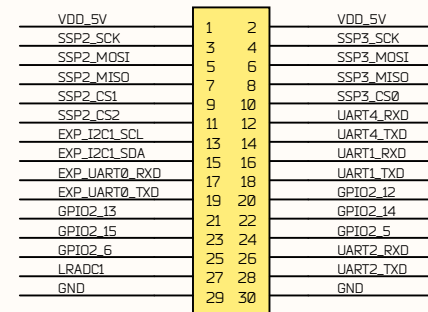 VDD_5V 1 2 VDD_5V
SSP2_SCK 3 4 SSP3_SCK
SSP2_MOSI 5 6 SSP3_MOSI
SSP2_MISO 7 8 SSP3_MISO
SSP2_CS1 9 10 SSP3_CS0
SSP2_CS2 11 12 UART4_RXD
EXP_I2C1_SCL 13 14 UART4_TXD
EXP_I2C1_SDA 15 16 UART1_RXD
EXP_UART0_RXD 17 18 UART1_TXD
EXP_UART0_TXD 19 20 GPIO2_12
GPIO2_13 21 22 GPIO2_14
GPIO2_15 23 24 GPIO2_5
GPIO2_6 25 26 UART2_RXD
LRADC1 27 28 UART2_TXD
GND 29 30 GND